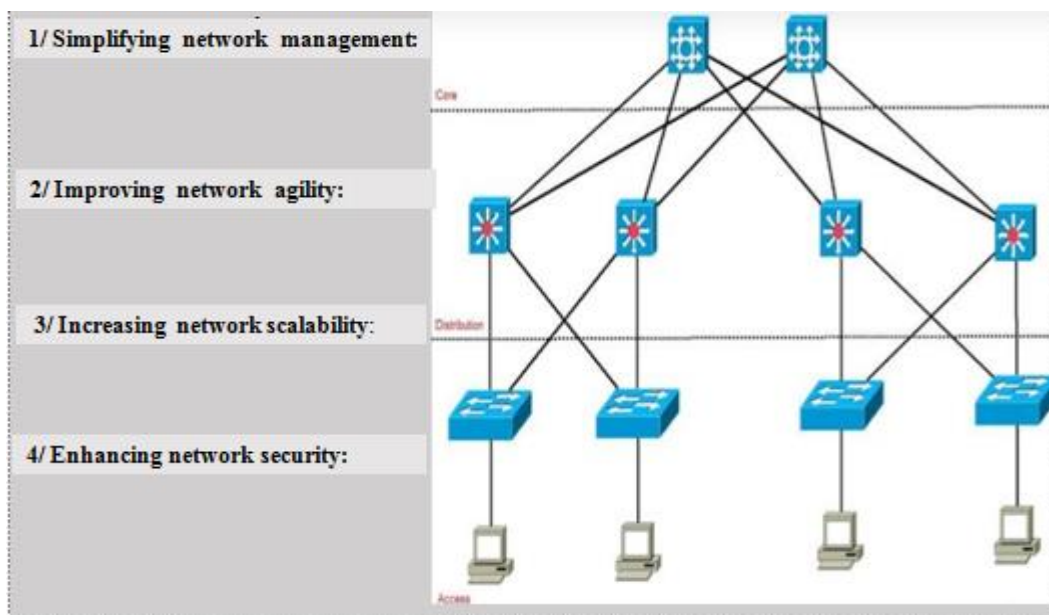 1/ Simplifying network management:
Core
2/ Improving network agility:
3/ Increasing network scalability:
Distribution
4/ Enhancing network security:
Access